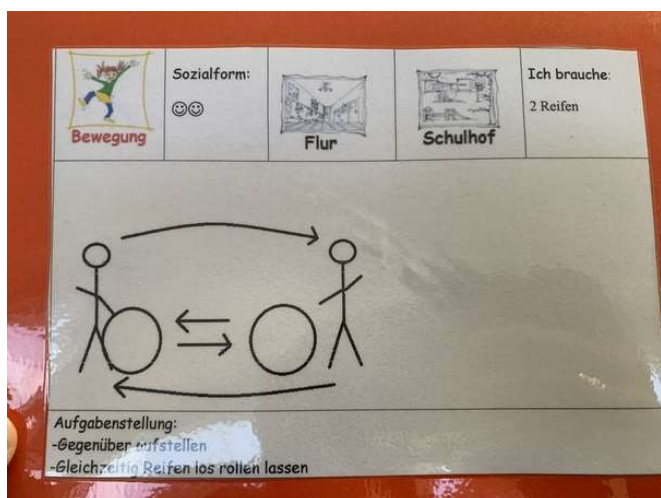 Sozialform:
☺☺
Ich brauche:
2 Reifen
Bewegung
Flur
Schulhof
Aufgabenstellung:
-Gegenüber aufstellen
-Gleichzeitig Reifen los rollen lassen